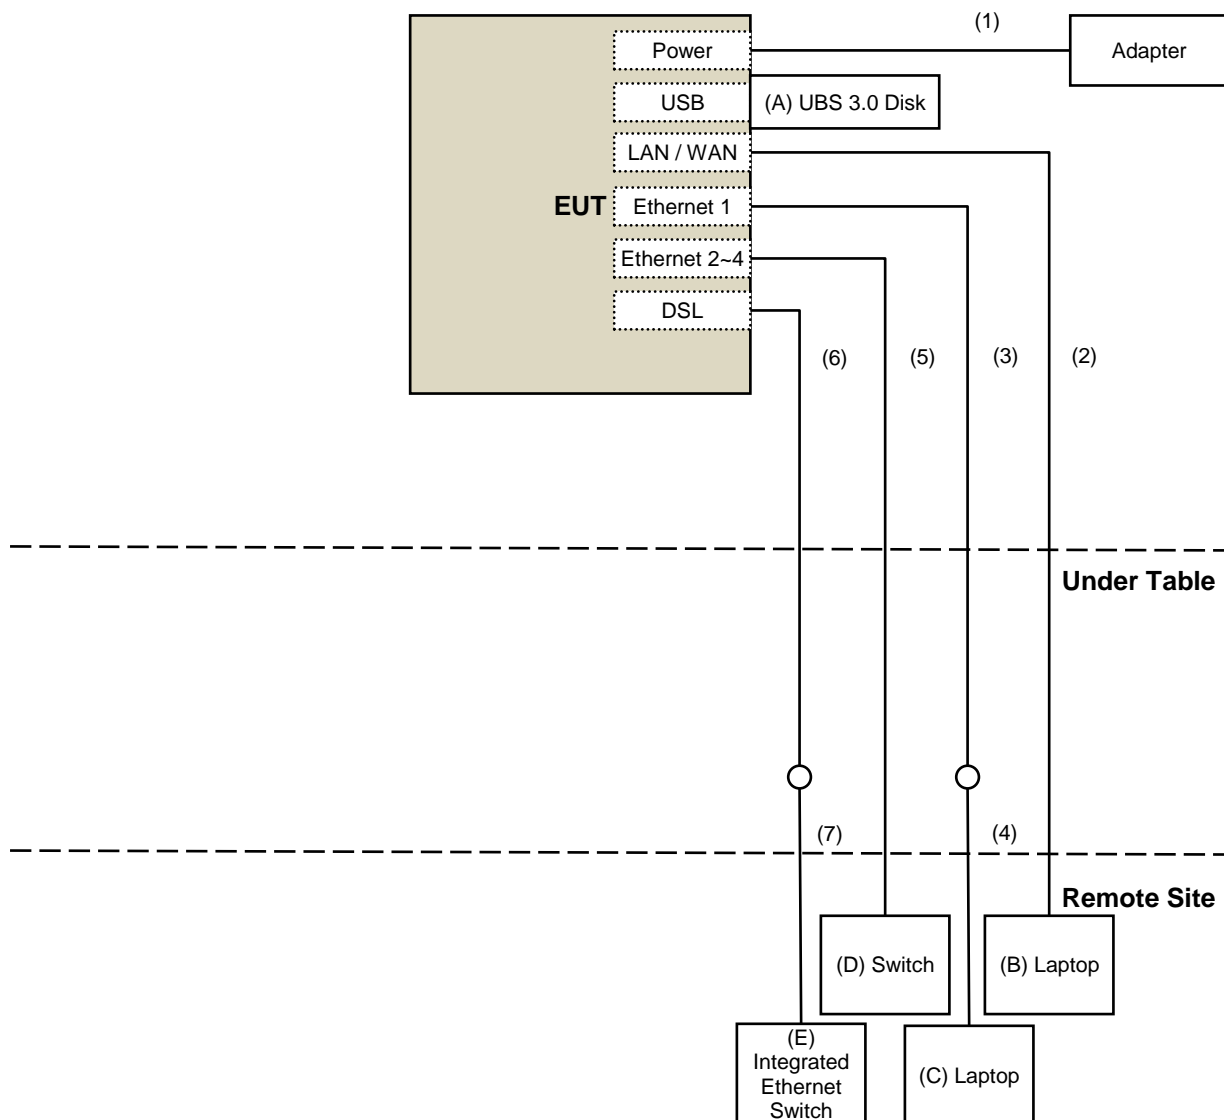 (1)
Power
Adapter
USB
(A) UBS 3.0 Disk
LAN / WAN
EUT
Ethernet 1
Ethernet 2~4
DSL
(6)
(5)
(3)
(2)
Under Table
(7)
(4)
Remote Site
(D) Switch
(B) Laptop
(E)
Integrated
Ethernet
Switch
(C) Laptop